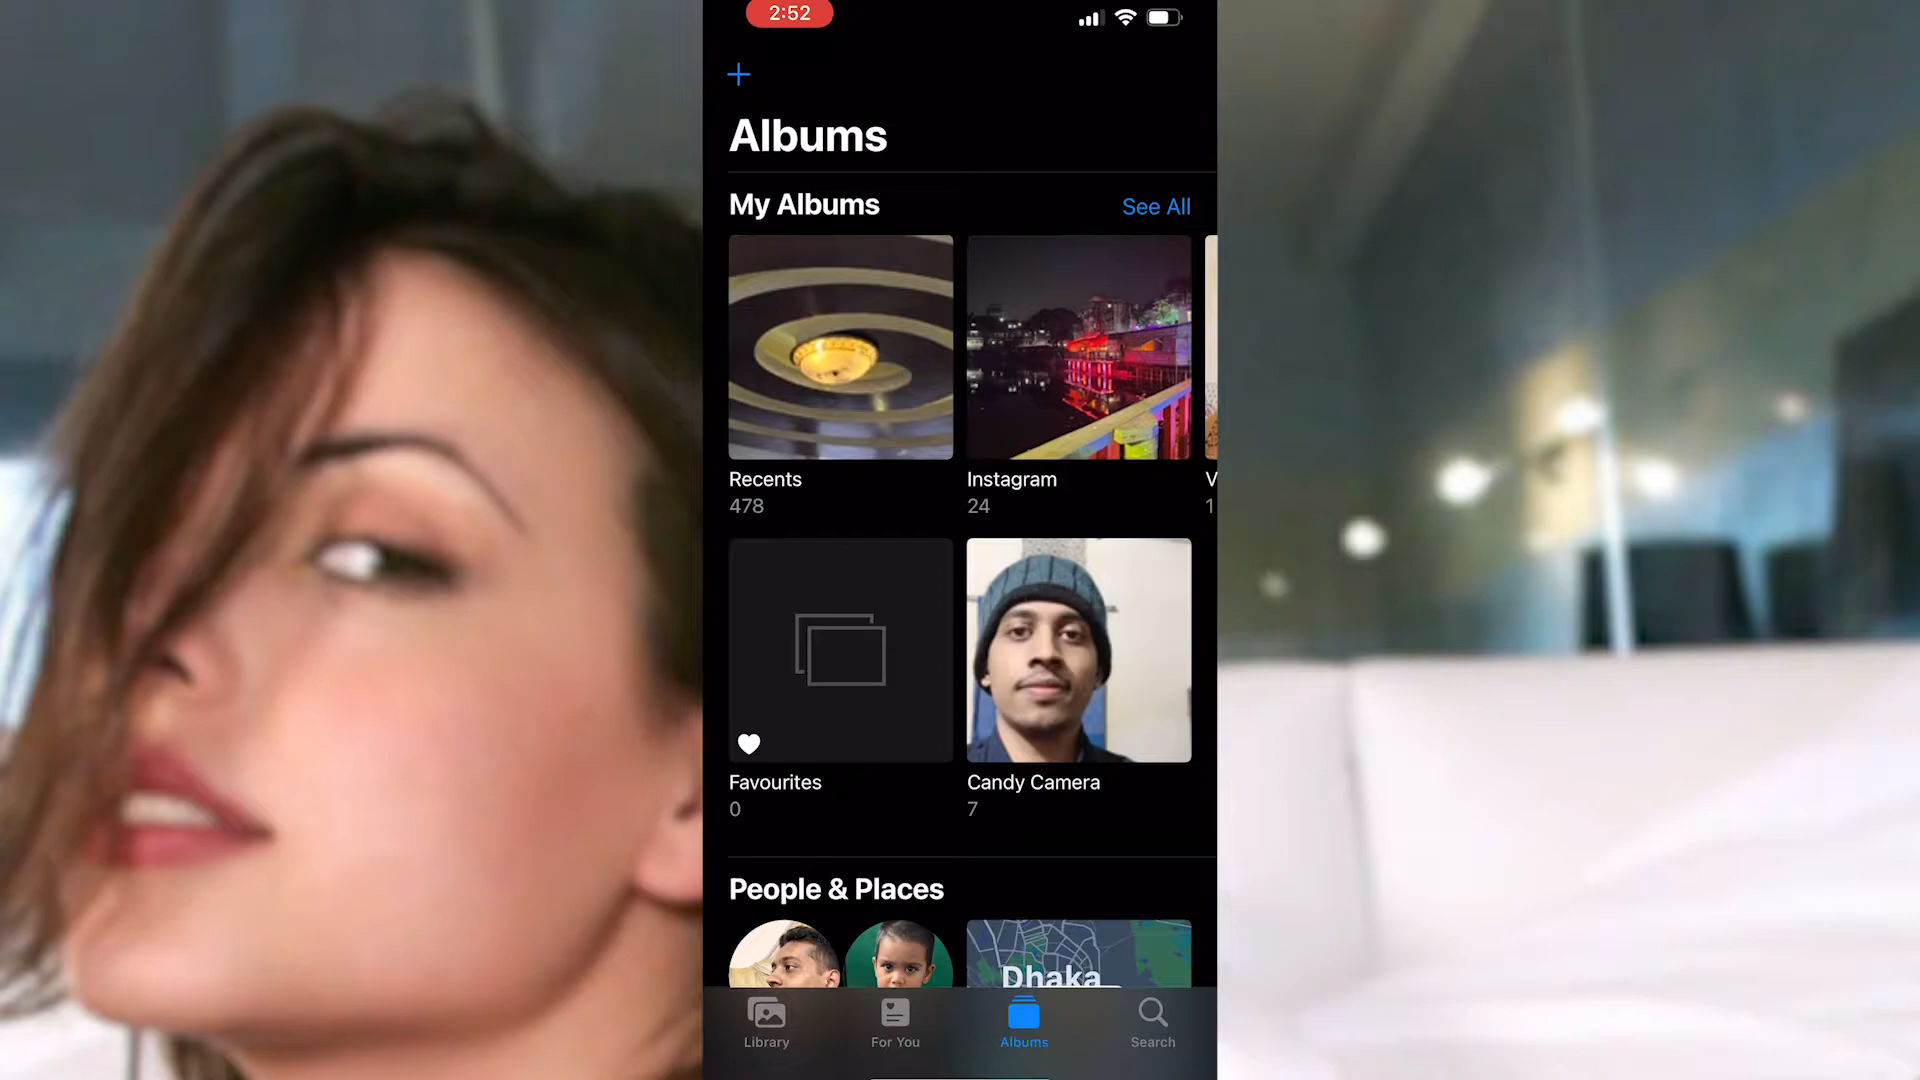 2:52
Albums
My Albums
See All
Recents
478
Instagram
24
V
1
Favourites
0
Candy Camera
7
People & Places
Dhaka
Library
For You
Albums
Search